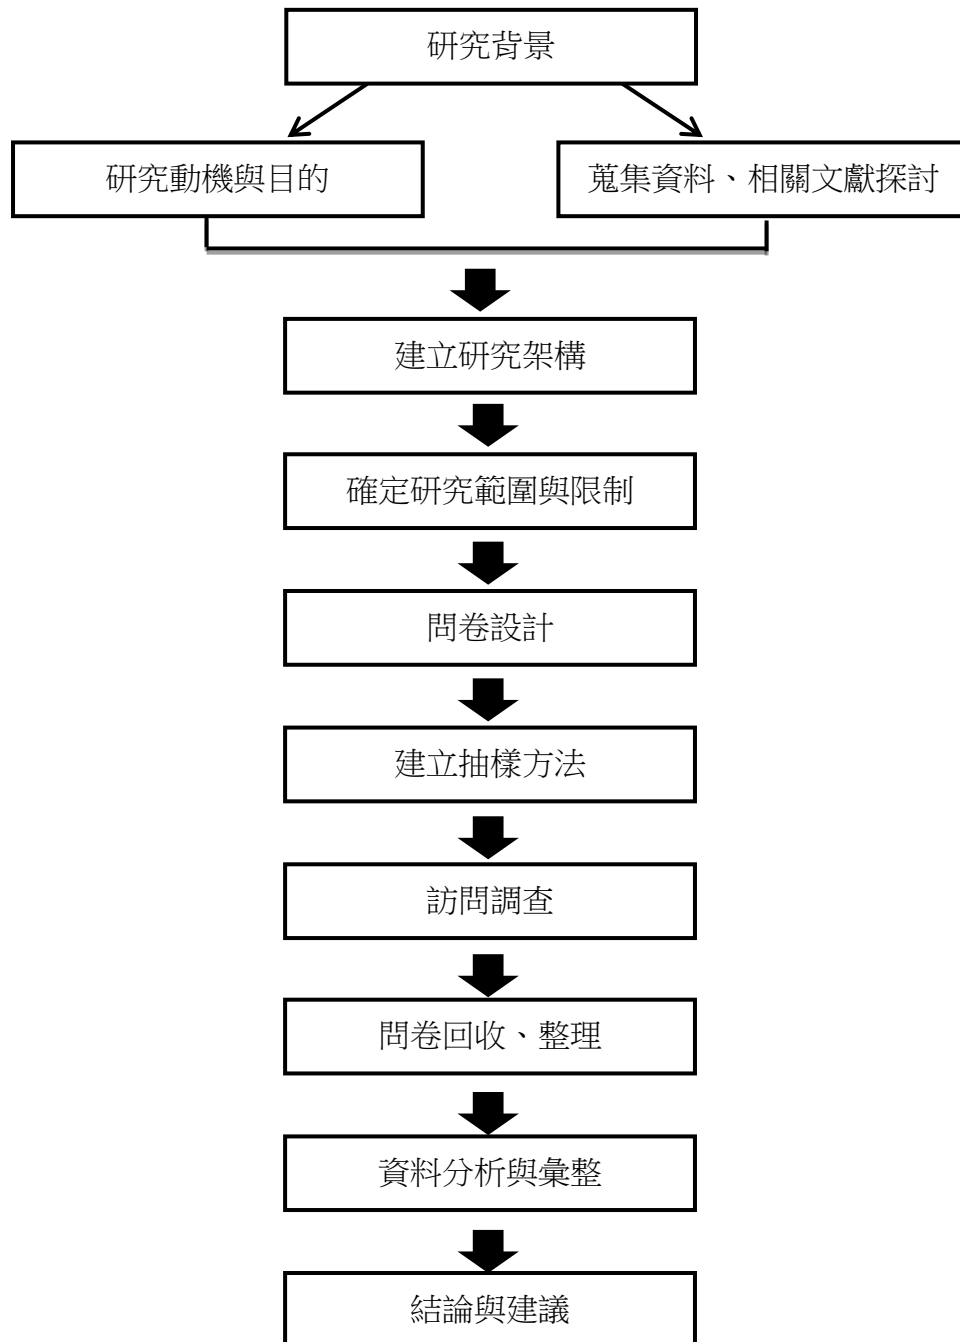 研究背景
研究動機與目的
蒐集資料、相關文獻探討
建立研究架構
確定研究範圍與限制
問卷設計
建立抽樣方法
訪問調查
問卷回收、整理
資料分析與彙整
結論與建議